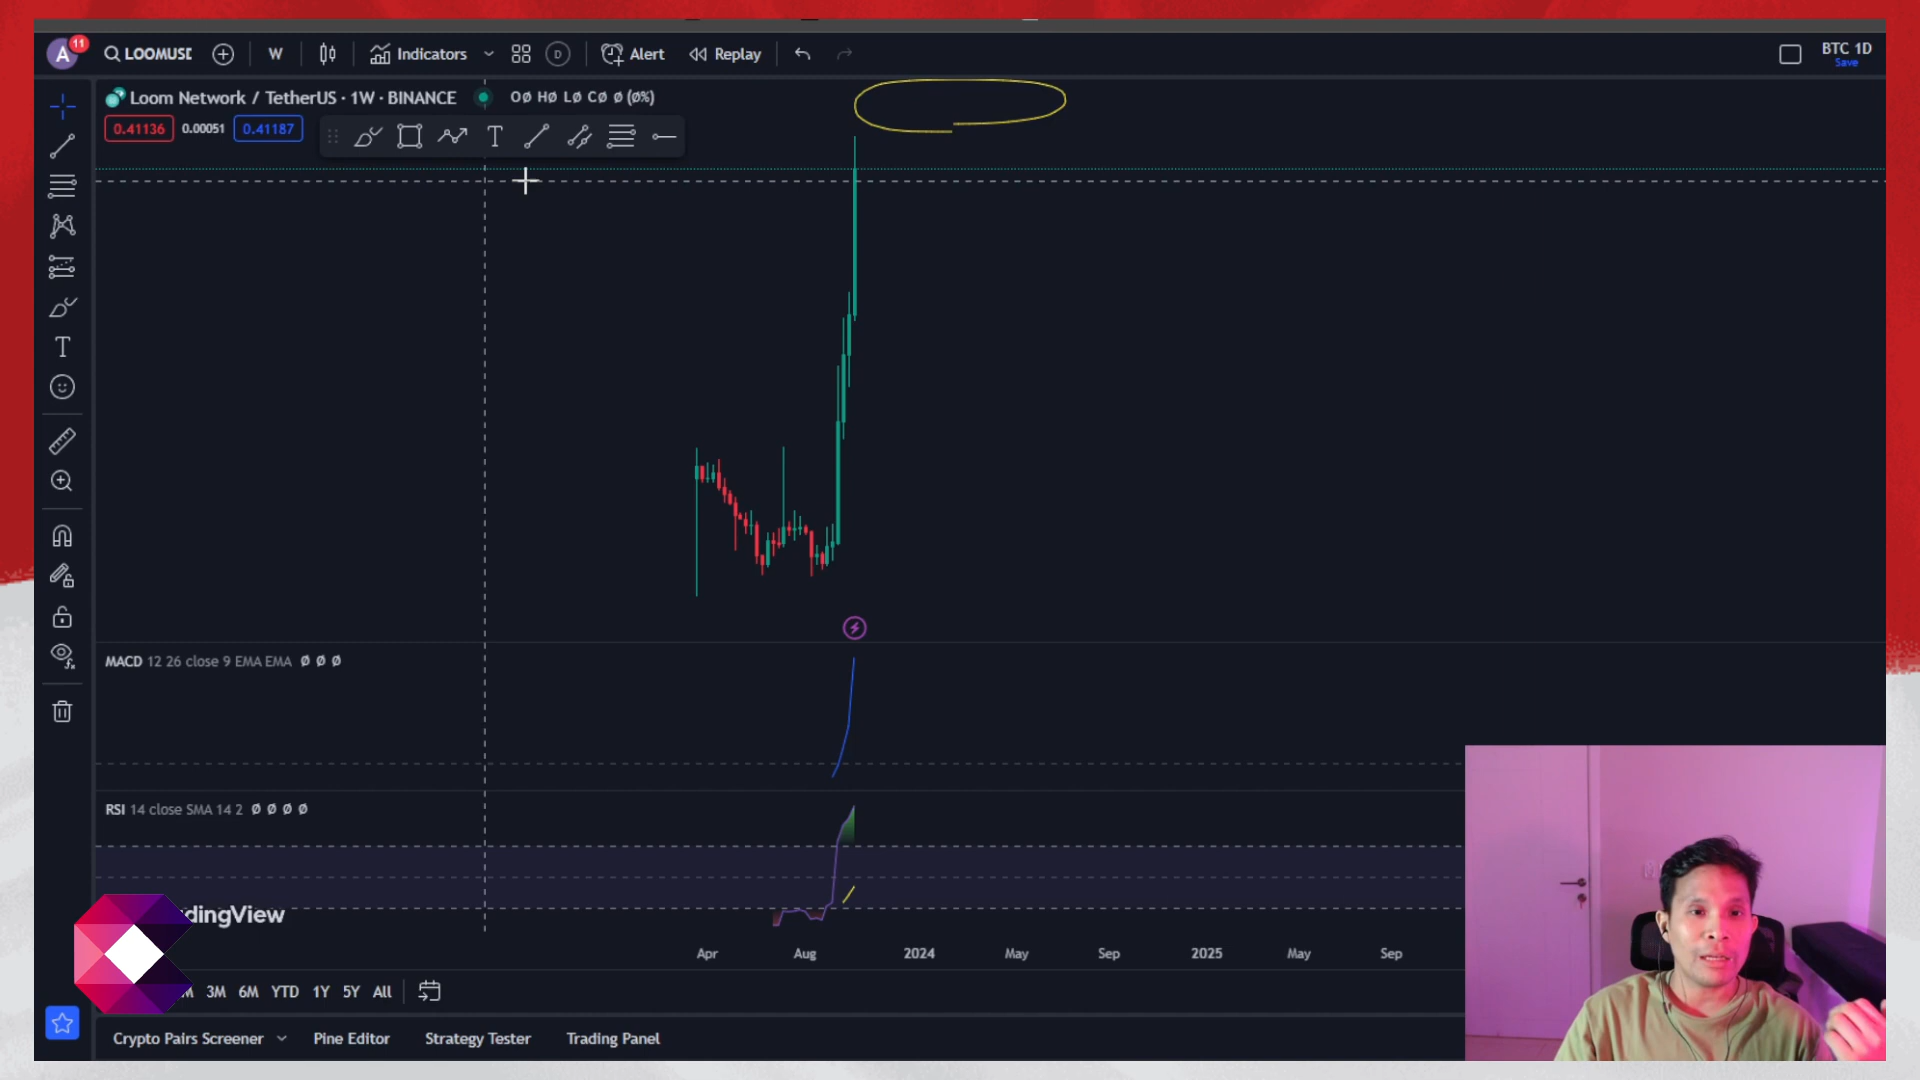 A 11 LOOMUSD W Indicators D Alert Replay BTC 1D
Save
Loom Network / TetherUS · 1W · BINANCE OØ HØ LØ CØ Ø (0%)
0.41136 0.00051 0.41187
MACD 12 26 close 9 EMA EMA Ø Ø Ø
RSI 14 close SMA 14 2 Ø Ø Ø Ø
dingView
Apr Aug 2024 May Sep 2025 May Sep
M 3M 6M YTD 1Y 5Y All
Crypto Pairs Screener Pine Editor Strategy Tester Trading Panel